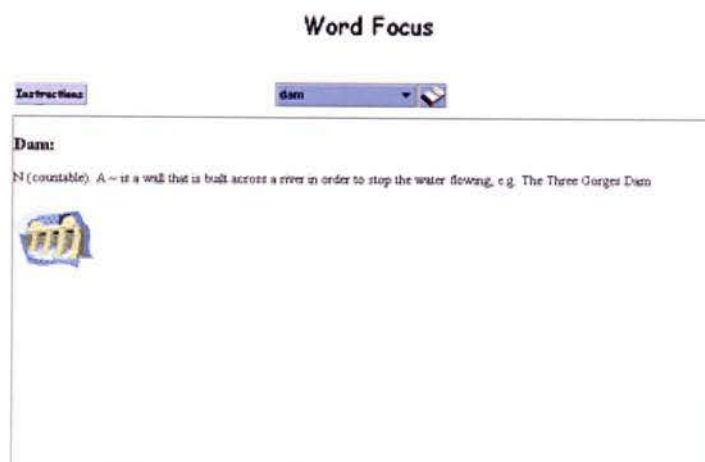 Word Focus
Instructions
dam
Dam:
N (countable). A ~ is a wall that is built across a river in order to stop the water flowing, e.g. The Three Gorges Dam